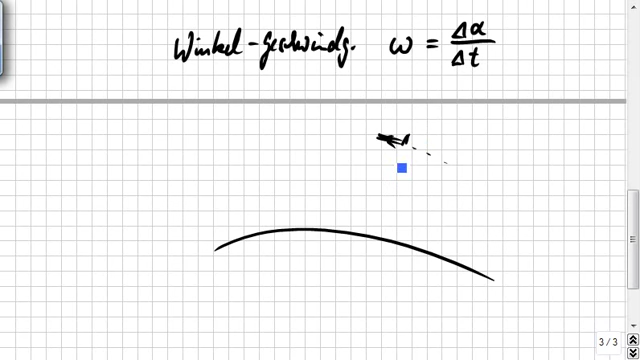 Winkel-geschwindg. ω = Δα/Δt
3 / 3